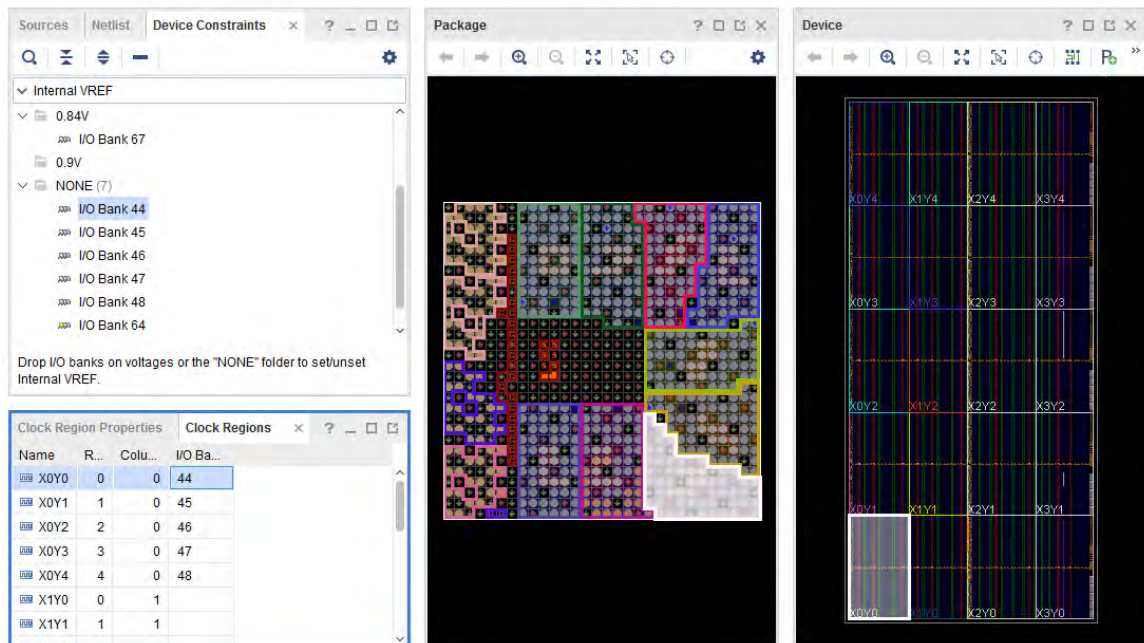 Sources Netlist Device Constraints
Internal VREF
0.84V
I/O Bank 67
0.9V
NONE (7)
I/O Bank 44
I/O Bank 45
I/O Bank 46
I/O Bank 47
I/O Bank 48
I/O Bank 64
Drop I/O banks on voltages or the "NONE" folder to set/unset
Internal VREF.
Clock Region Properties Clock Regions
Name R... Colu... I/O Ba...
X0Y0 0 0 44
X0Y1 1 0 45
X0Y2 2 0 46
X0Y3 3 0 47
X0Y4 4 0 48
X1Y0 0 1
X1Y1 1 1
Package
Device
X0Y4 X1Y4 X2Y4 X3Y4
X0Y3 X1Y3 X2Y3 X3Y3
X0Y2 X1Y2 X2Y2 X3Y2
X0Y1 X1Y1 X2Y1 X3Y1
X0Y0 X1Y0 X2Y0 X3Y0